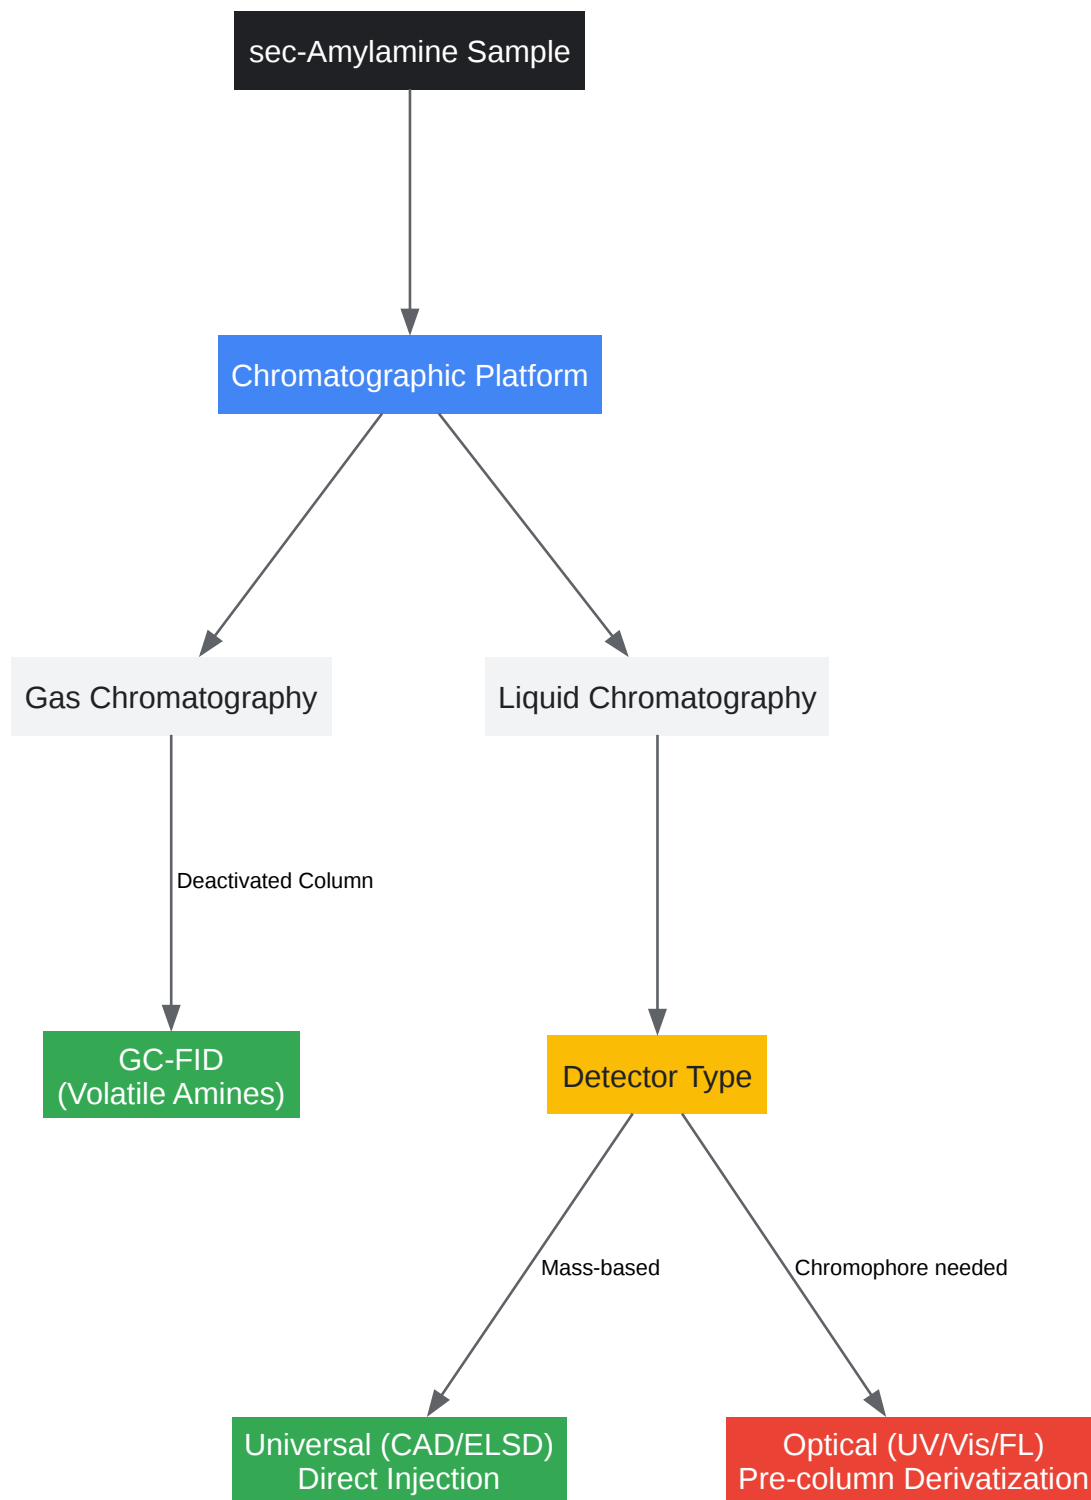 sec-Amylamine Sample
Chromatographic Platform
Gas Chromatography
Liquid Chromatography
Deactivated Column
GC-FID
(Volatile Amines)
Detector Type
Mass-based
Chromophore needed
Universal (CAD/ELSD)
Direct Injection
Optical (UV/Vis/FL)
Pre-column Derivatization